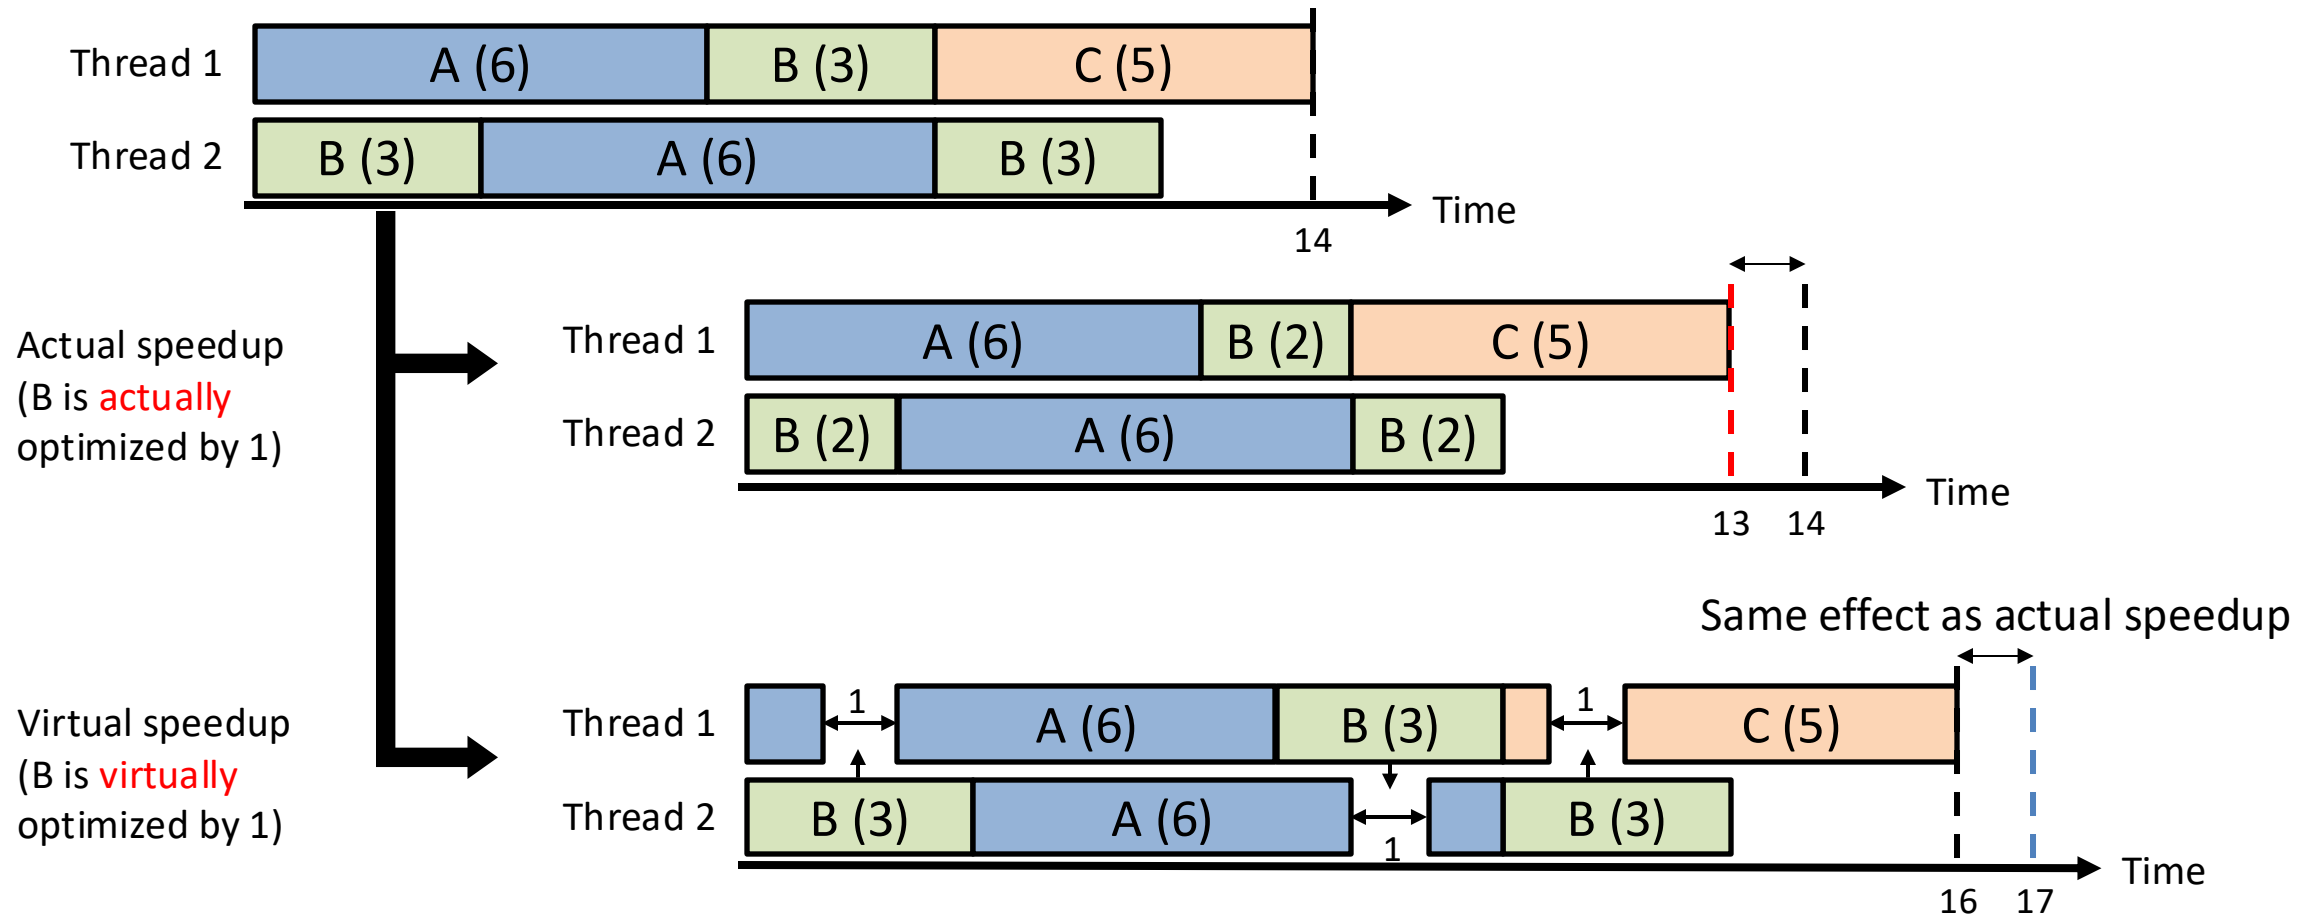 Thread 1 A (6) B (3) C (5)
Thread 2 B (3) A (6) B (3)
Time
14
Actual speedup
(B is actually
optimized by 1)
Thread 1 A (6) B (2) C (5)
Thread 2 B (2) A (6) B (2)
Time
13 14
Same effect as actual speedup
Virtual speedup
(B is virtually
optimized by 1)
Thread 1 1 A (6) B (3) 1 C (5)
Thread 2 B (3) A (6) 1 B (3)
Time
16 17